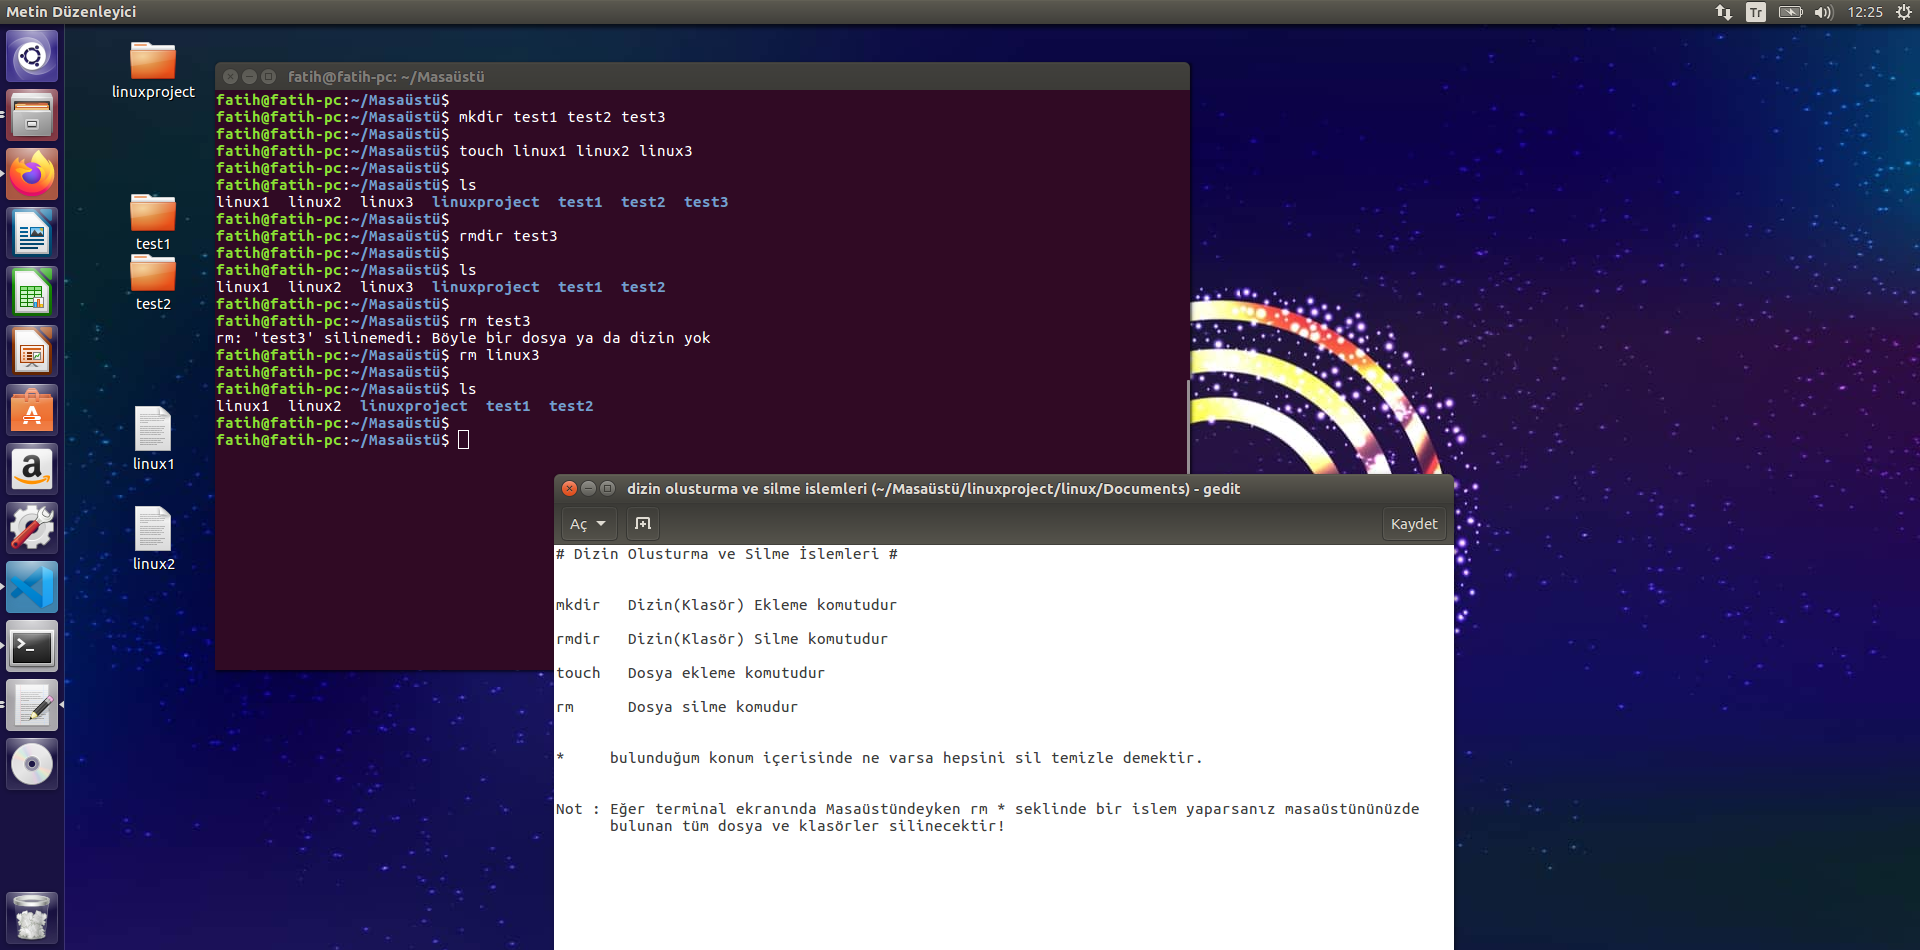 Metin Düzenleyici
Tr
12:25
linuxproject
test1
test2
linux1
linux2
fatih@fatih-pc: ~/Masaüstü
fatih@fatih-pc:~/Masaüstü$
fatih@fatih-pc:~/Masaüstü$ mkdir test1 test2 test3
fatih@fatih-pc:~/Masaüstü$
fatih@fatih-pc:~/Masaüstü$ touch linux1 linux2 linux3
fatih@fatih-pc:~/Masaüstü$
fatih@fatih-pc:~/Masaüstü$ ls
linux1  linux2  linux3  linuxproject  test1  test2  test3
fatih@fatih-pc:~/Masaüstü$
fatih@fatih-pc:~/Masaüstü$ rmdir test3
fatih@fatih-pc:~/Masaüstü$
fatih@fatih-pc:~/Masaüstü$ ls
linux1  linux2  linux3  linuxproject  test1  test2
fatih@fatih-pc:~/Masaüstü$
fatih@fatih-pc:~/Masaüstü$ rm test3
rm: 'test3' silinemedi: Böyle bir dosya ya da dizin yok
fatih@fatih-pc:~/Masaüstü$ rm linux3
fatih@fatih-pc:~/Masaüstü$
fatih@fatih-pc:~/Masaüstü$ ls
linux1  linux2  linuxproject  test1  test2
fatih@fatih-pc:~/Masaüstü$
fatih@fatih-pc:~/Masaüstü$
dizin olusturma ve silme islemleri (~/Masaüstü/linuxproject/linux/Documents) - gedit
Aç
Kaydet
# Dizin Olusturma ve Silme İslemleri #
mkdir   Dizin(Klasör) Ekleme komutudur
rmdir   Dizin(Klasör) Silme komutudur
touch   Dosya ekleme komutudur
rm      Dosya silme komudur
*     bulunduğum konum içerisinde ne varsa hepsini sil temizle demektir.
Not : Eğer terminal ekranında Masaüstündeyken rm * seklinde bir islem yaparsanız masaüstününüzde
bulunan tüm dosya ve klasörler silinecektir!